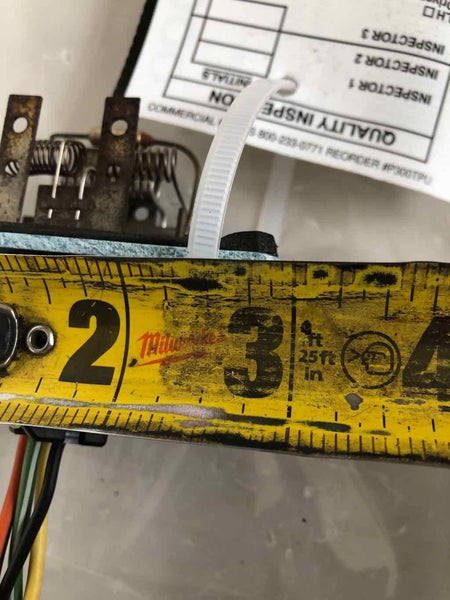 LH
INSPECTOR 3
INSPECTOR 2
INSPECTOR 1
INITIALS
QUALITY INSPECTION
COMMERCIAL 800-233-0771 REORDER #P300TPU
2 Milwaukee 3 ft 4
25ft
in